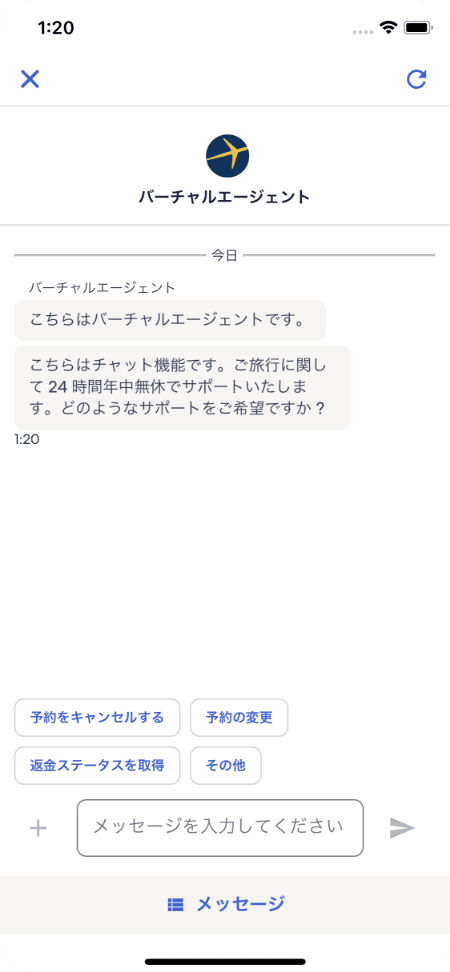 1:20
バーチャルエージェント
今日
バーチャルエージェント
こちらはバーチャルエージェントです。
こちらはチャット機能です。ご旅行に関し
て 24 時間年中無休でサポートいたしま
す。どのようなサポートをご希望ですか？
1:20
予約をキャンセルする
予約の変更
返金ステータスを取得
その他
メッセージを入力してください
メッセージ